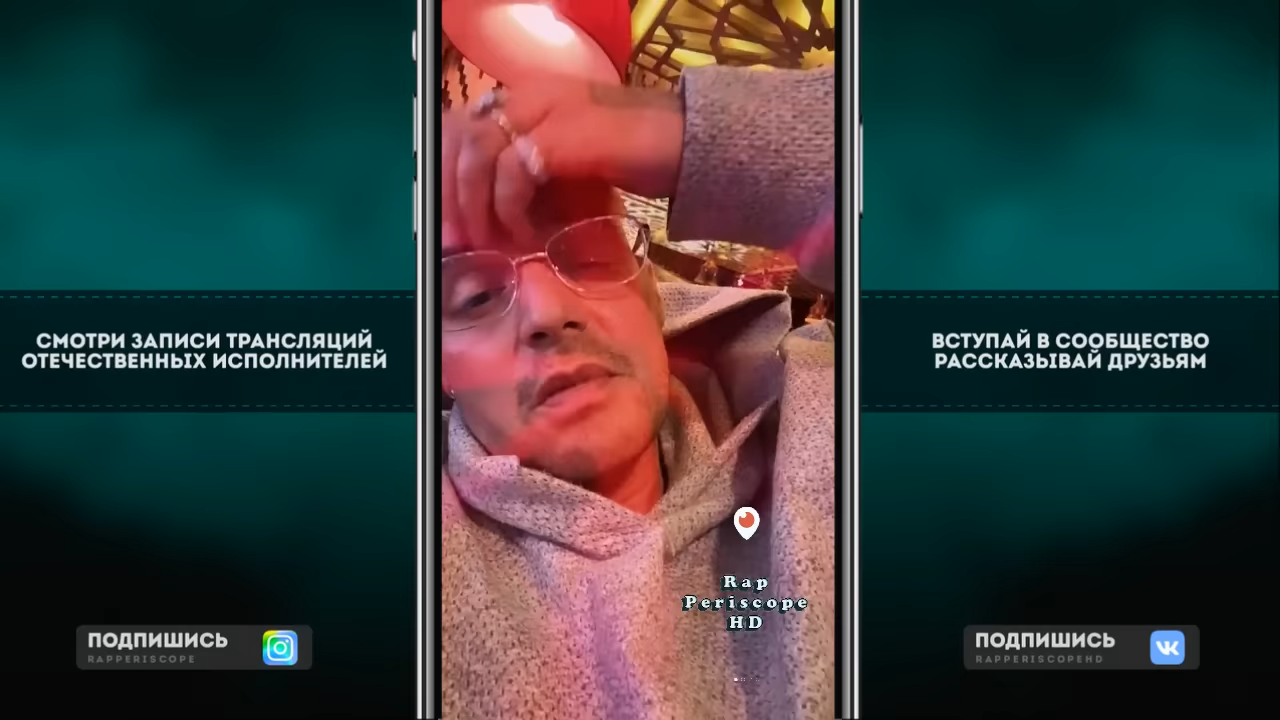 СМОТРИ ЗАПИСИ ТРАНСЛЯЦИЙ
ОТЕЧЕСТВЕННЫХ ИСПОЛНИТЕЛЕЙ
ВСТУПАЙ В СООБЩЕСТВО
РАССКАЗЫВАЙ ДРУЗЬЯМ
Rap
Periscope
HD
ПОДПИШИСЬ
RAPPERISCOPE
ПОДПИШИСЬ
RAPPERISCOPEHD